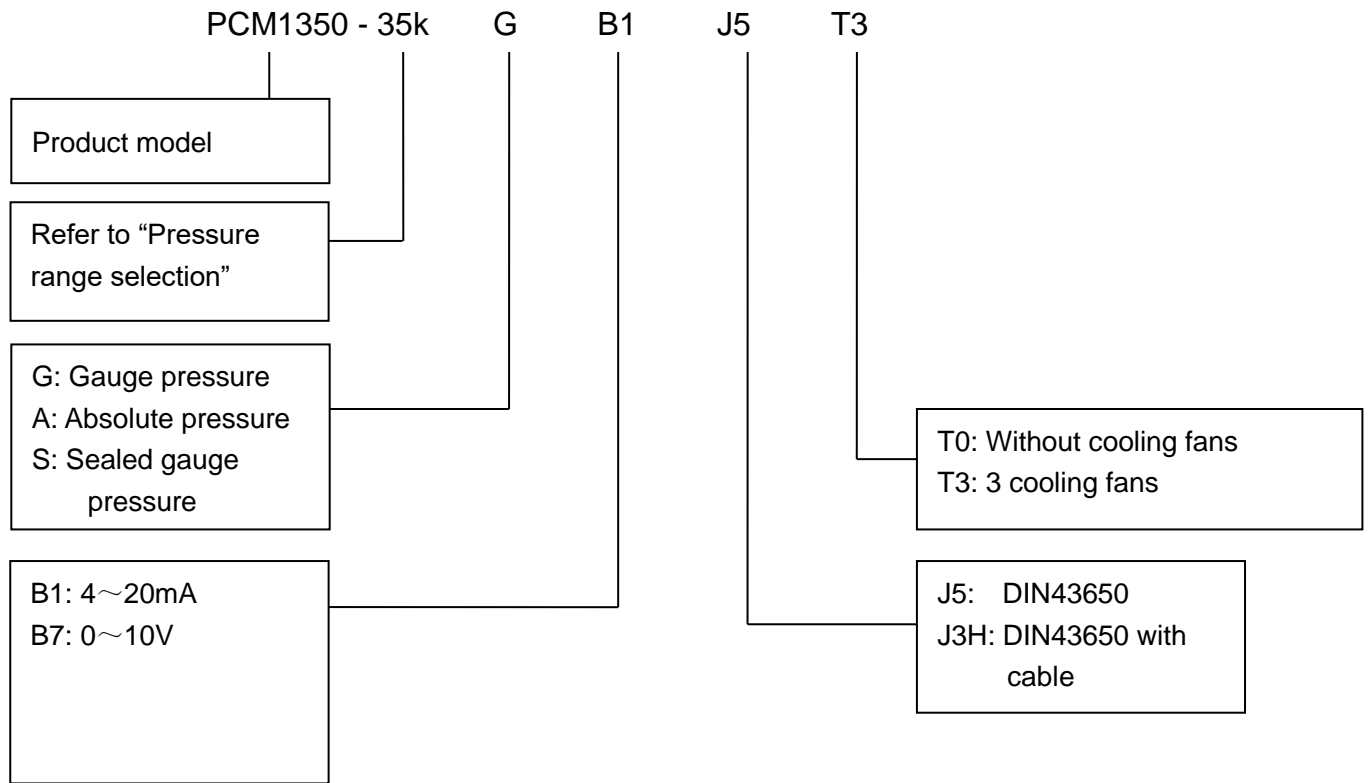 PCM1350 - 35k G B1 J5 T3
Product model
Refer to “Pressure
range selection”
G: Gauge pressure
A: Absolute pressure
S: Sealed gauge
pressure
T0: Without cooling fans
T3: 3 cooling fans
B1: 4～20mA
B7: 0～10V
J5: DIN43650
J3H: DIN43650 with
cable